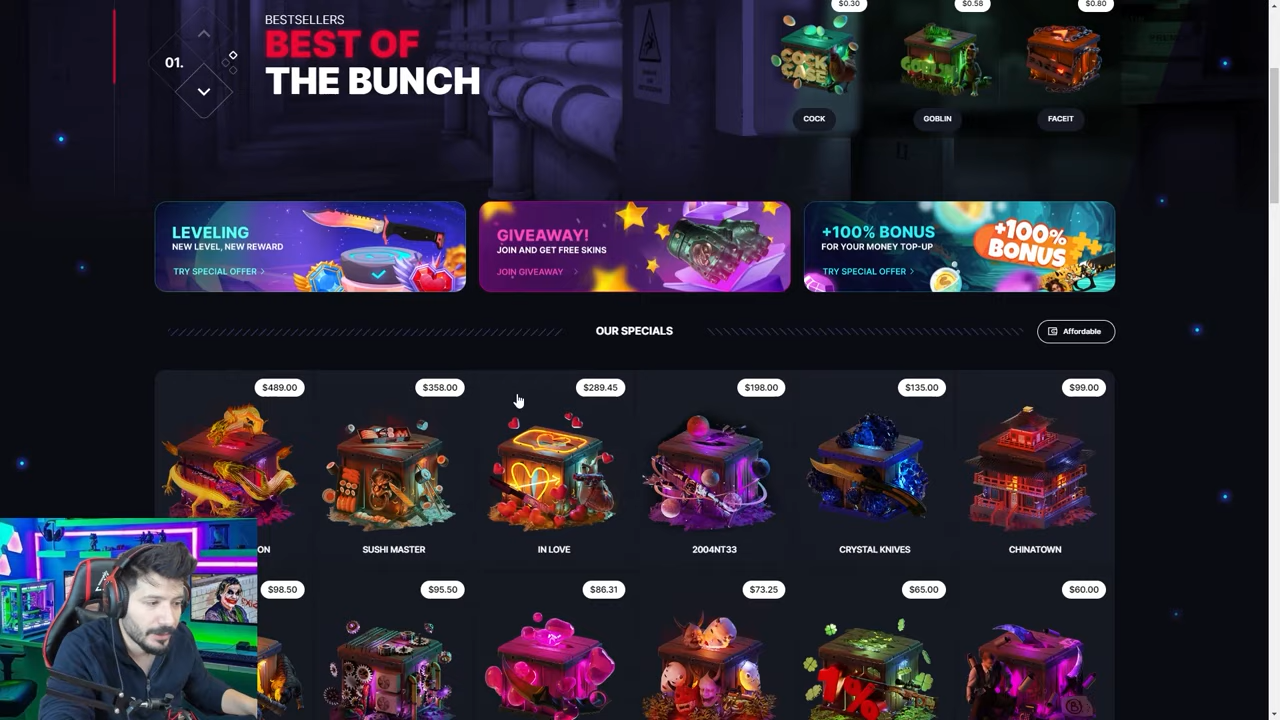 $0.30
$0.58
$0.80
BESTSELLERS
BEST OF
THE BUNCH
01.
COCK CASE
COCK
GOBLIN
FACEIT
LEVELING
NEW LEVEL, NEW REWARD
TRY SPECIAL OFFER
GIVEAWAY!
JOIN AND GET FREE SKINS
JOIN GIVEAWAY
+100% BONUS
FOR YOUR MONEY TOP-UP
TRY SPECIAL OFFER
+100%
BONUS
OUR SPECIALS
Affordable
$489.00
$358.00
$289.45
$198.00
$135.00
$99.00
ON
SUSHI MASTER
IN LOVE
2004NT33
CRYSTAL KNIVES
CHINATOWN
$98.50
$95.50
$86.31
$73.25
$65.00
$60.00
1%